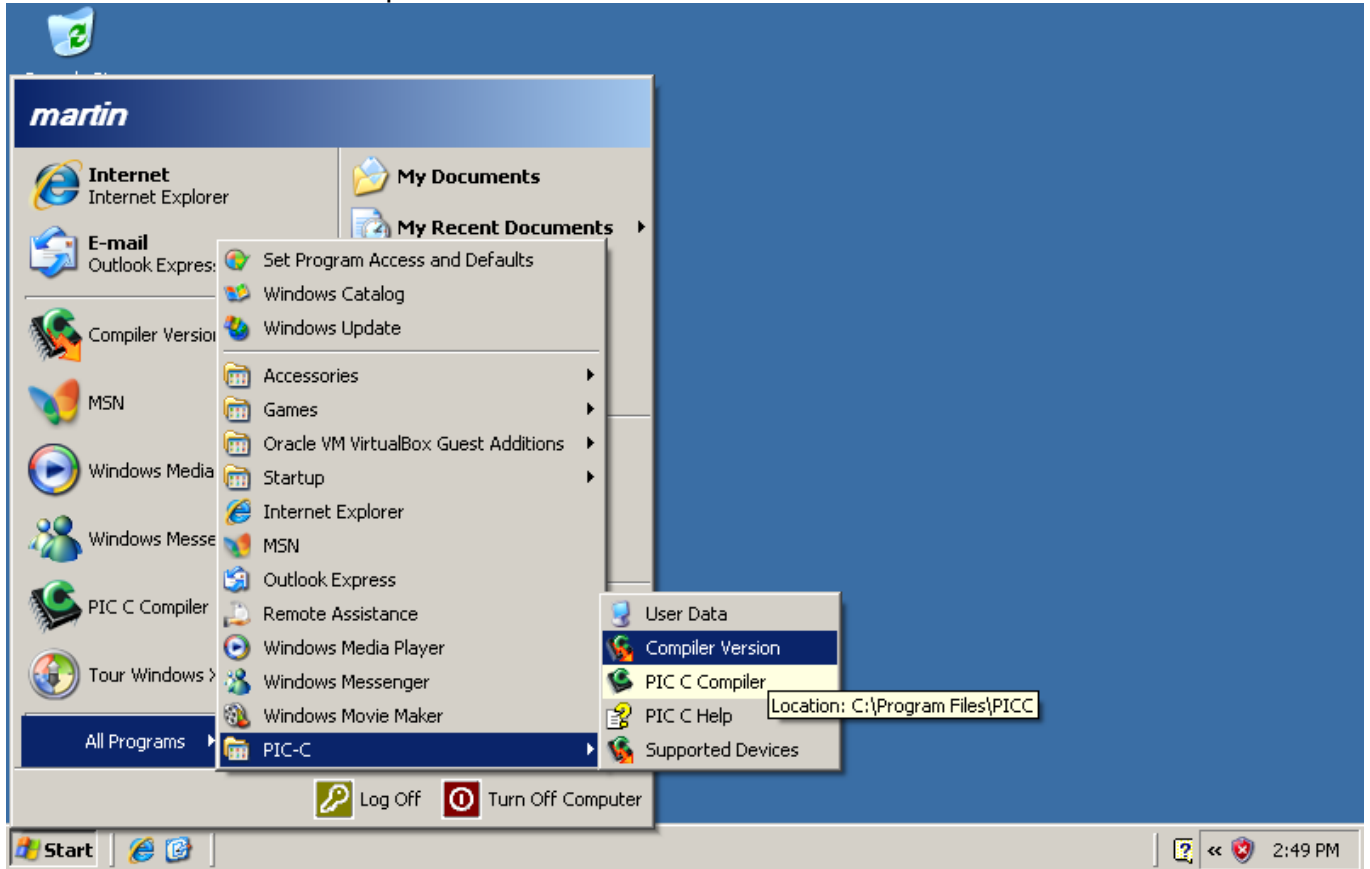 martin
Internet
Internet Explorer
My Documents
My Recent Documents
E-mail
Outlook Express
Set Program Access and Defaults
Windows Catalog
Windows Update
Compiler Version
Accessories
MSN
Games
Oracle VM VirtualBox Guest Additions
Windows Media
Startup
Internet Explorer
Windows Messe
MSN
Outlook Express
PIC C Compiler
Remote Assistance
User Data
Windows Media Player
Compiler Version
Tour Windows
Windows Messenger
PIC C Compiler
Location: C:\Program Files\PICC
Windows Movie Maker
PIC C Help
All Programs
PIC-C
Supported Devices
Log Off
Turn Off Computer
Start
2:49 PM